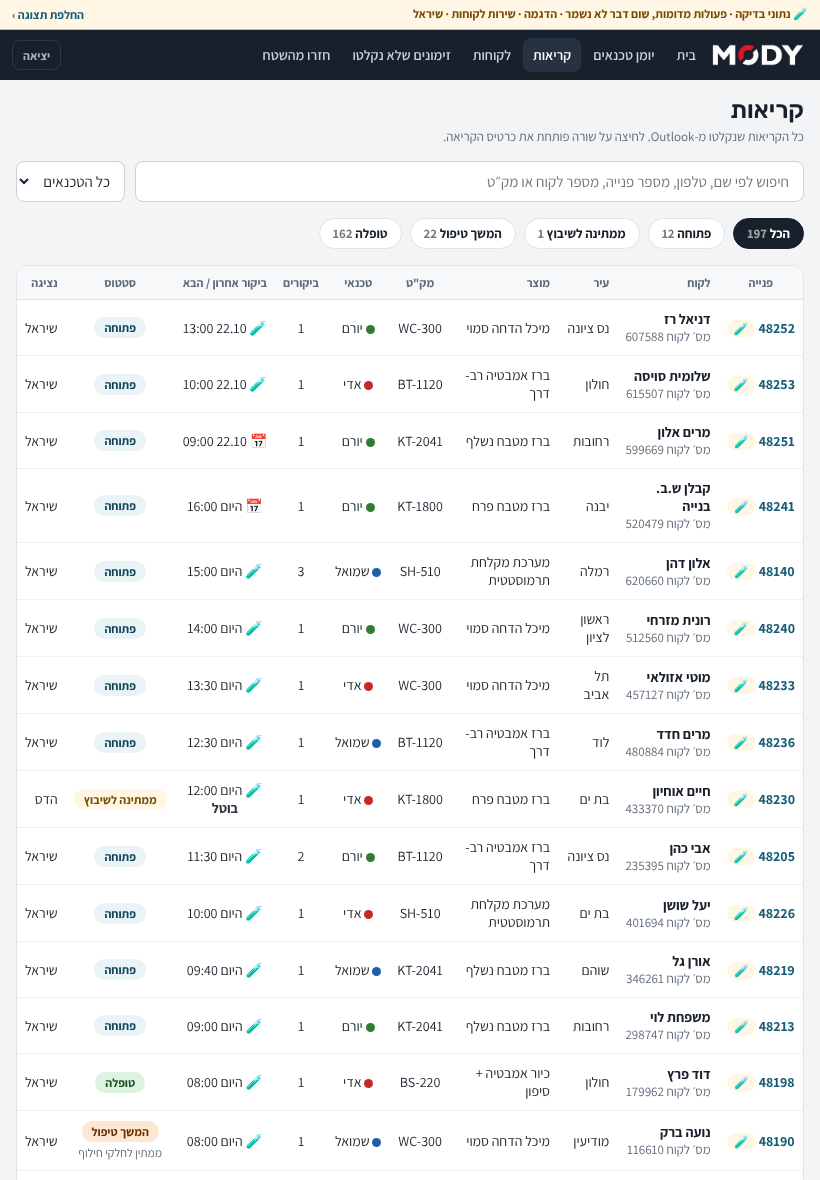 🧪 נתוני בדיקה · פעולות מדומות, שום דבר לא נשמר · הדגמה · שירות לקוחות · שיראל
החלפת תצוגה ›
MODY
בית
יומן טכנאים
קריאות
לקוחות
זימונים שלא נקלטו
חזרו מהשטח
יציאה
קריאות
כל הקריאות שנקלטו מ-Outlook. לחיצה על שורה פותחת את כרטיס הקריאה.
חיפוש לפי שם, טלפון, מספר פנייה, מספר לקוח או מק״ט
כל הטכנאים
הכל 197
פתוחה 12
ממתינה לשיבוץ 1
המשך טיפול 22
טופלה 162
פנייה לקוח עיר מוצר מק"ט טכנאי ביקורים ביקור אחרון / הבא סטטוס נציגה
48252 🧪 דניאל רז נס ציונה מיכל הדחה סמוי WC-300 יורם 1 🧪 22.10 13:00 פתוחה שיראל
מס׳ לקוח 607588
48253 🧪 שלומית סויסה חולון ברז אמבטיה רב-דרך BT-1120 אדי 1 🧪 22.10 10:00 פתוחה שיראל
מס׳ לקוח 615507
48251 🧪 מרים אלון רחובות ברז מטבח נשלף KT-2041 יורם 1 📅 22.10 09:00 פתוחה שיראל
מס׳ לקוח 599669
48241 🧪 קבלן ש.ב. בנייה יבנה ברז מטבח פרח KT-1800 יורם 1 📅 היום 16:00 פתוחה שיראל
מס׳ לקוח 520479
48140 🧪 אלון דהן רמלה מערכת מקלחת תרמוסטטית SH-510 שמואל 3 🧪 היום 15:00 פתוחה שיראל
מס׳ לקוח 620660
48240 🧪 רונית מזרחי ראשון לציון מיכל הדחה סמוי WC-300 יורם 1 🧪 היום 14:00 פתוחה שיראל
מס׳ לקוח 512560
48233 🧪 מוטי אזולאי תל אביב מיכל הדחה סמוי WC-300 אדי 1 🧪 היום 13:30 פתוחה שיראל
מס׳ לקוח 457127
48236 🧪 מרים חדד לוד ברז אמבטיה רב-דרך BT-1120 שמואל 1 🧪 היום 12:30 פתוחה שיראל
מס׳ לקוח 480884
48230 🧪 חיים אוחיון בת ים ברז מטבח פרח KT-1800 אדי 1 🧪 היום 12:00 בוטל ממתינה לשיבוץ הדס
מס׳ לקוח 433370
48205 🧪 אבי כהן נס ציונה ברז אמבטיה רב-דרך BT-1120 יורם 2 🧪 היום 11:30 פתוחה שיראל
מס׳ לקוח 235395
48226 🧪 יעל שושן בת ים מערכת מקלחת תרמוסטטית SH-510 אדי 1 🧪 היום 10:00 פתוחה שיראל
מס׳ לקוח 401694
48219 🧪 אורן גל שוהם ברז מטבח נשלף KT-2041 שמואל 1 🧪 היום 09:40 פתוחה שיראל
מס׳ לקוח 346261
48213 🧪 משפחת לוי רחובות ברז מטבח נשלף KT-2041 יורם 1 🧪 היום 09:00 פתוחה שיראל
מס׳ לקוח 298747
48198 🧪 דוד פרץ חולון כיור אמבטיה + סיפון BS-220 אדי 1 🧪 היום 08:00 טופלה שיראל
מס׳ לקוח 179962
48190 🧪 נועה ברק מודיעין מיכל הדחה סמוי WC-300 שמואל 1 🧪 היום 08:00 המשך טיפול שיראל
מס׳ לקוח 116610 ממתין לחלקי חילוף